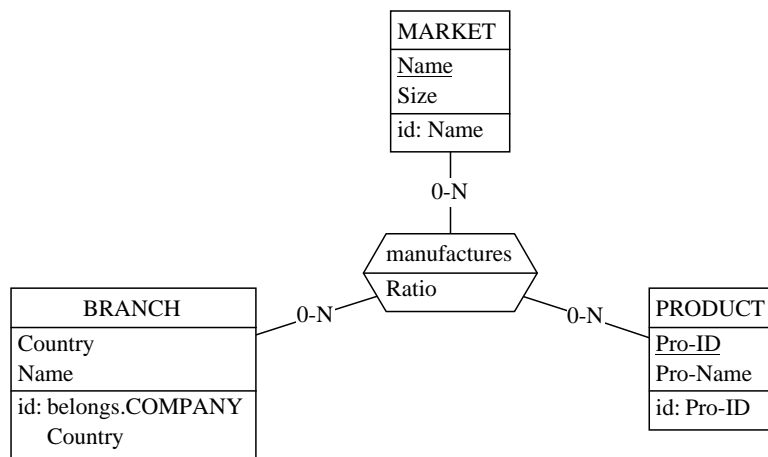 MARKET
Name
Size
id: Name
0-N
manufactures
Ratio
BRANCH
Country
Name
id: belongs.COMPANY
Country
0-N
0-N
PRODUCT
Pro-ID
Pro-Name
id: Pro-ID